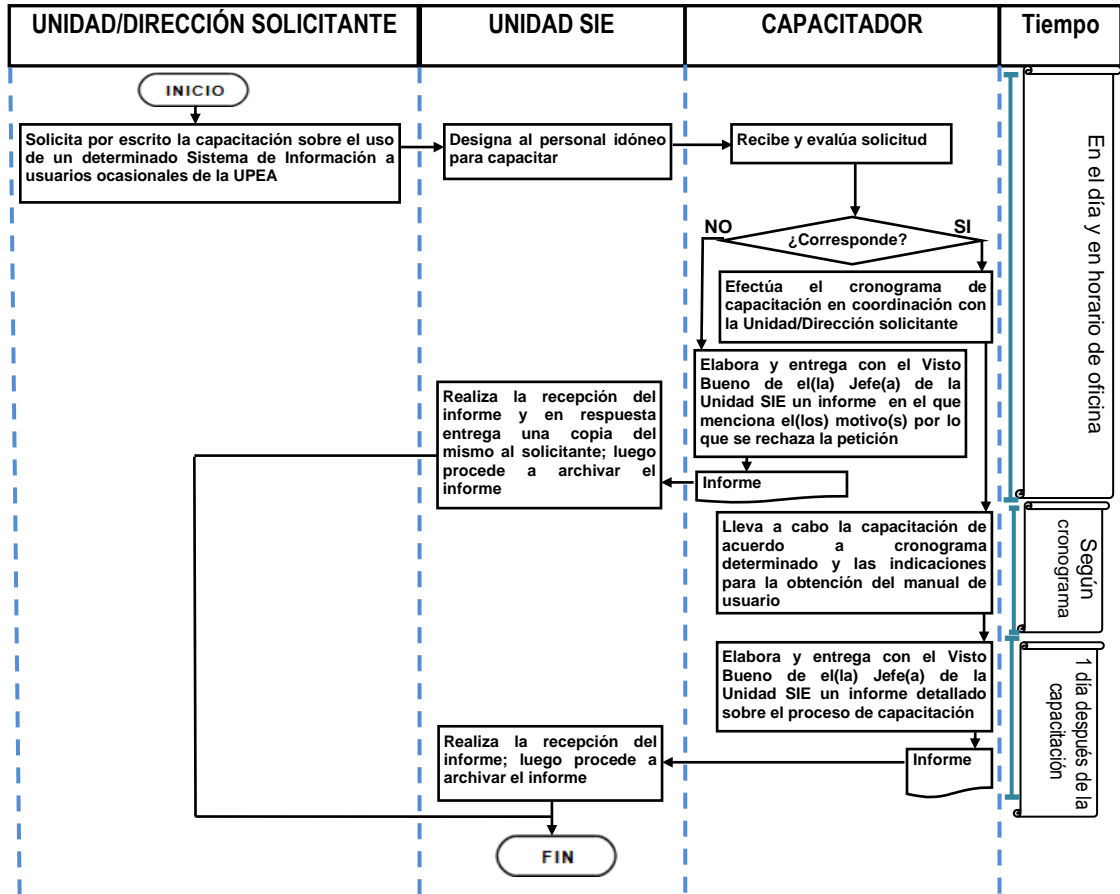 UNIDAD/DIRECCIÓN SOLICITANTE
UNIDAD SIE
CAPACITADOR
Tiempo
INICIO
Solicita por escrito la capacitación sobre el uso
de un determinado Sistema de Información a
usuarios ocasionales de la UPEA
Designa al personal idóneo
para capacitar
Recibe y evalúa solicitud
NO
SI
¿Corresponde?
Efectúa el cronograma de
capacitación en coordinación con
la Unidad/Dirección solicitante
Elabora y entrega con el Visto
Bueno de el(la) Jefe(a) de la
Unidad SIE un informe en el que
menciona el(los) motivo(s) por lo
que se rechaza la petición
Informe
Realiza la recepción del
informe y en respuesta
entrega una copia del
mismo al solicitante; luego
procede a archivar el
informe
En el día y en horario de oficina
Lleva a cabo la capacitación de
acuerdo a cronograma
determinado y las indicaciones
para la obtención del manual de
usuario
Según
cronograma
Elabora y entrega con el Visto
Bueno de el(la) Jefe(a) de la
Unidad SIE un informe detallado
sobre el proceso de capacitación
Informe
1 día después de la
capacitación
Realiza la recepción del
informe; luego procede a
archivar el informe
FIN